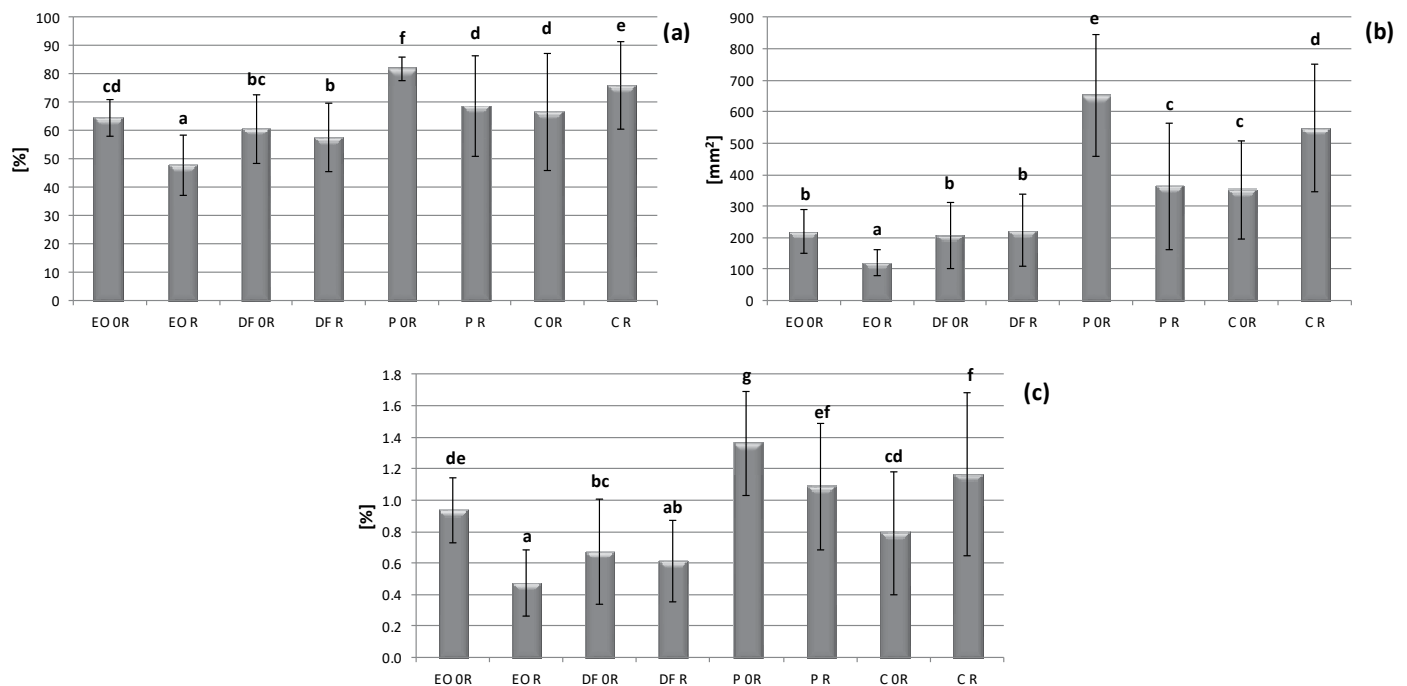 (a)
[%]
100
90
80
70
60
50
40
30
20
10
0
cd
a
bc
b
f
d
d
e
EO 0R
EO R
DF 0R
DF R
P 0R
P R
C 0R
C R
(b)
[mm²]
900
800
700
600
500
400
300
200
100
0
b
a
b
b
e
c
c
d
EO 0R
EO R
DF 0R
DF R
P 0R
P R
C 0R
C R
(c)
[%]
1.8
1.6
1.4
1.2
1.0
0.8
0.6
0.4
0.2
0.0
de
a
bc
ab
g
ef
cd
f
EO 0R
EO R
DF 0R
DF R
P 0R
P R
C 0R
C R